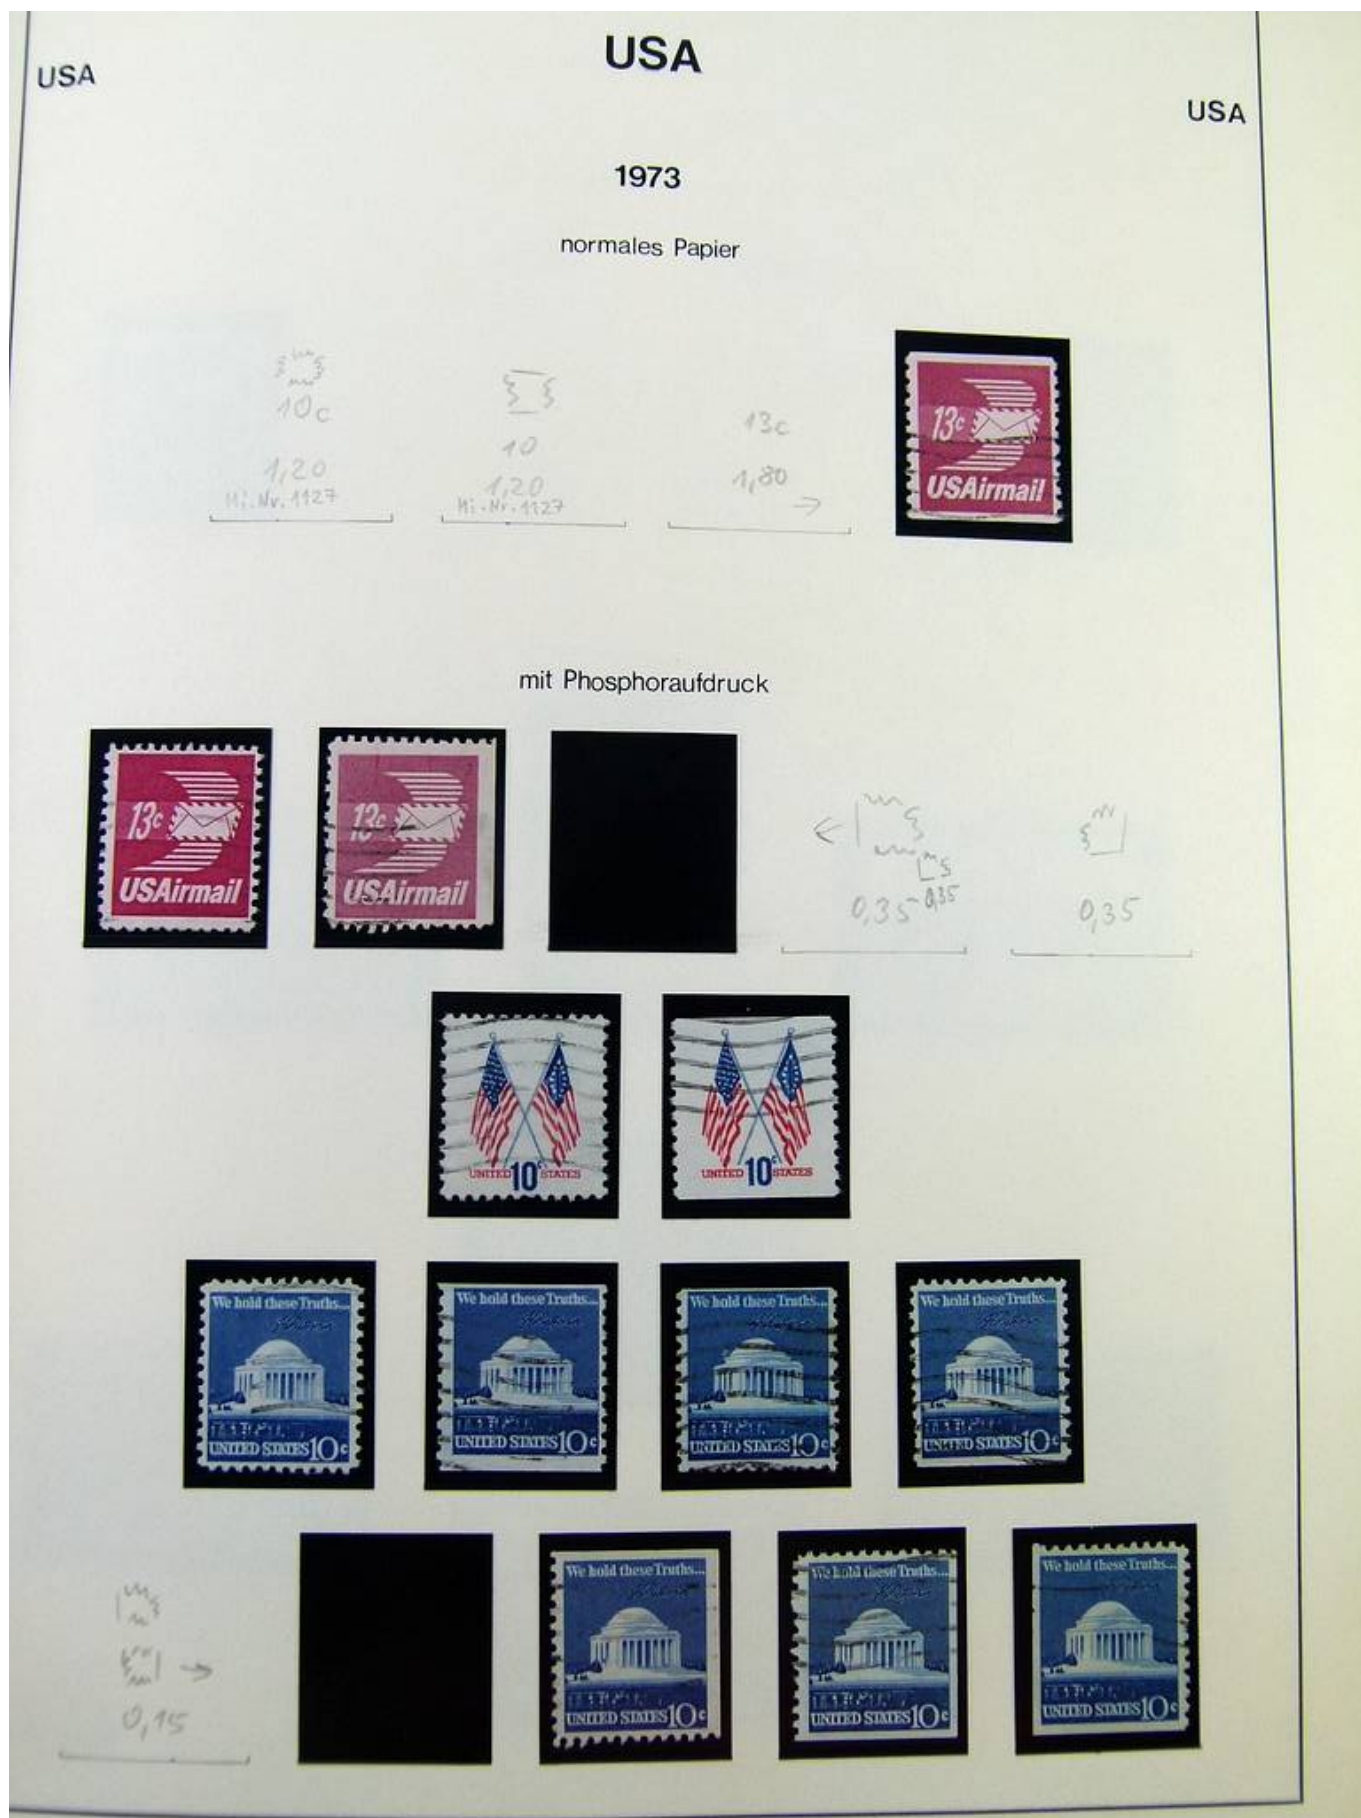 USA
USA
USA
1973
normales Papier
10c
1,20
Mi.Nr.1127
10
1,20
Mi.Nr.1127
13c
1,80
13c
USAirmail
mit Phosphoraufdruck
13c
USAirmail
13c
USAirmail
0,35
0,35
0,35
UNITED 10c STATES
UNITED 10c STATES
We hold these Truths...
UNITED STATES 10c
We hold these Truths...
UNITED STATES 10c
We hold these Truths...
UNITED STATES 10c
We hold these Truths...
UNITED STATES 10c
0,15
We hold these Truths...
UNITED STATES 10c
We hold these Truths...
UNITED STATES 10c
We hold these Truths...
UNITED STATES 10c